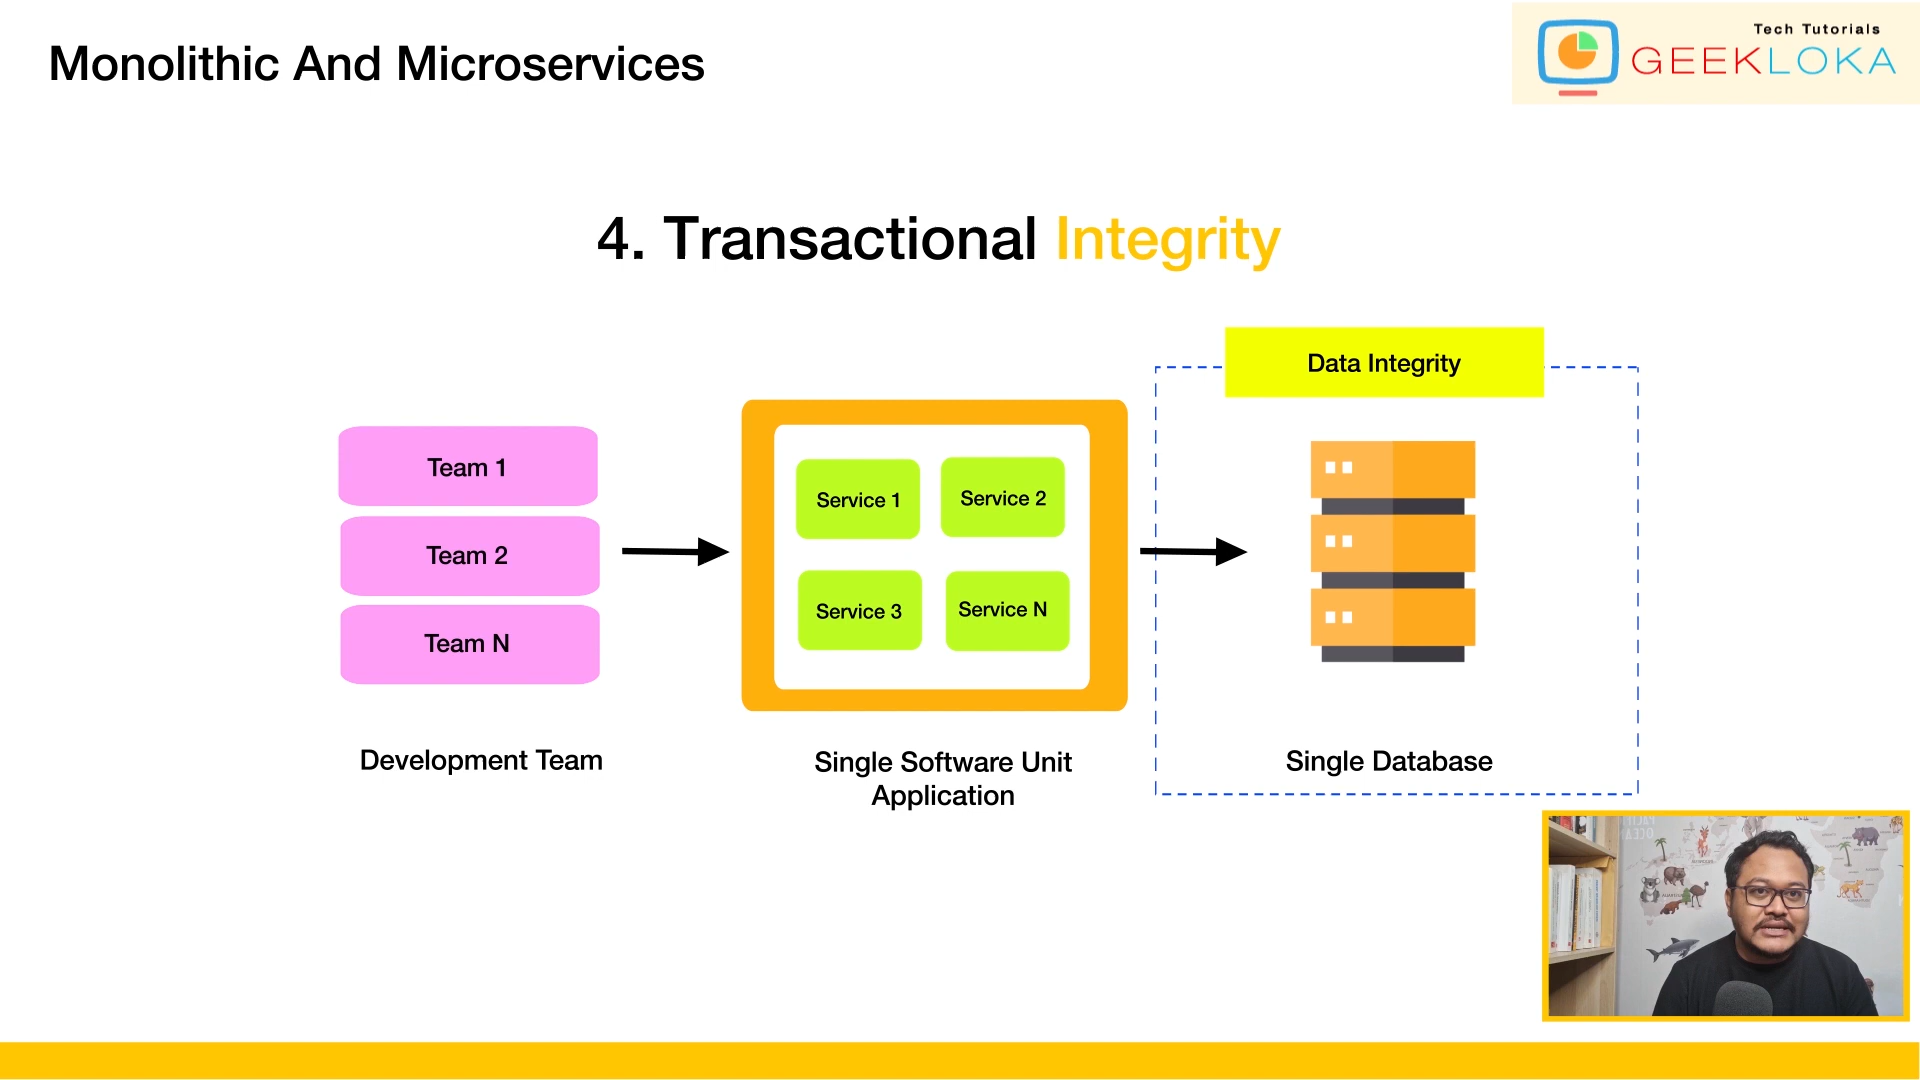 Monolithic And Microservices
Tech Tutorials
GEEKLOKA
4. Transactional Integrity
Data Integrity
Team 1
Team 2
Team N
Service 1
Service 2
Service 3
Service N
Development Team
Single Software Unit
Application
Single Database